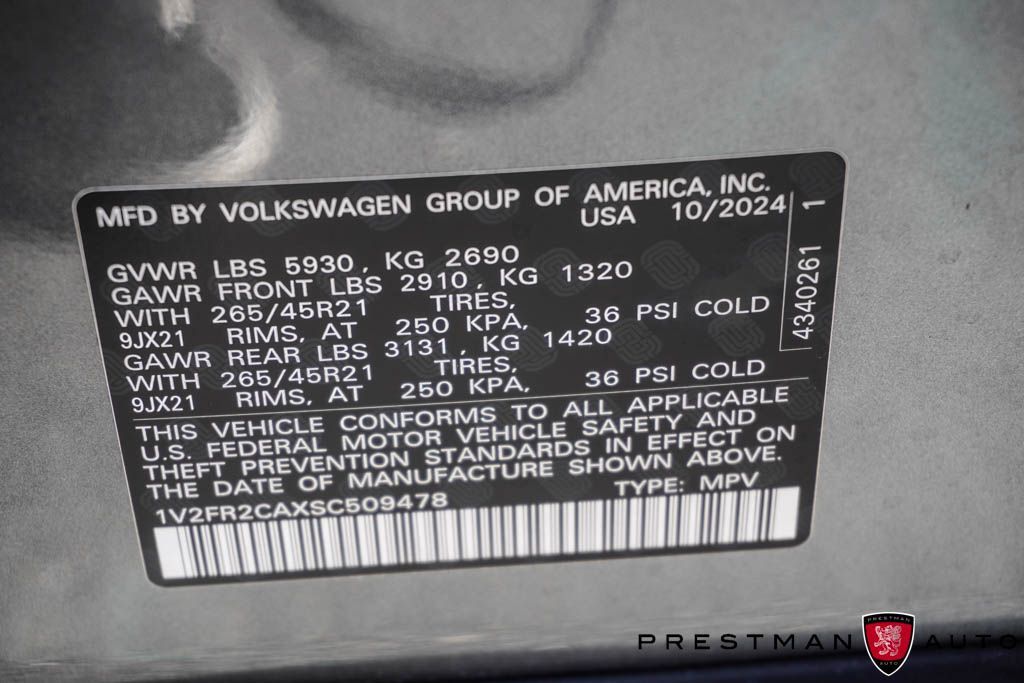 MFD BY VOLKSWAGEN GROUP OF AMERICA, INC.
USA 10/2024
GVWR LBS 5930, KG 2690
GAWR FRONT LBS 2910, KG 1320
WITH 265/45R21 TIRES,
9JX21 RIMS, AT 250 KPA, 36 PSI COLD
GAWR REAR LBS 3131, KG 1420
WITH 265/45R21 TIRES,
9JX21 RIMS, AT 250 KPA, 36 PSI COLD
4340261 1
THIS VEHICLE CONFORMS TO ALL APPLICABLE
U.S. FEDERAL MOTOR VEHICLE SAFETY AND
THEFT PREVENTION STANDARDS IN EFFECT ON
THE DATE OF MANUFACTURE SHOWN ABOVE.
1V2FR2CAXSC509478 TYPE: MPV
PRESTMAN AUTO
PRESTMAN
AUTO